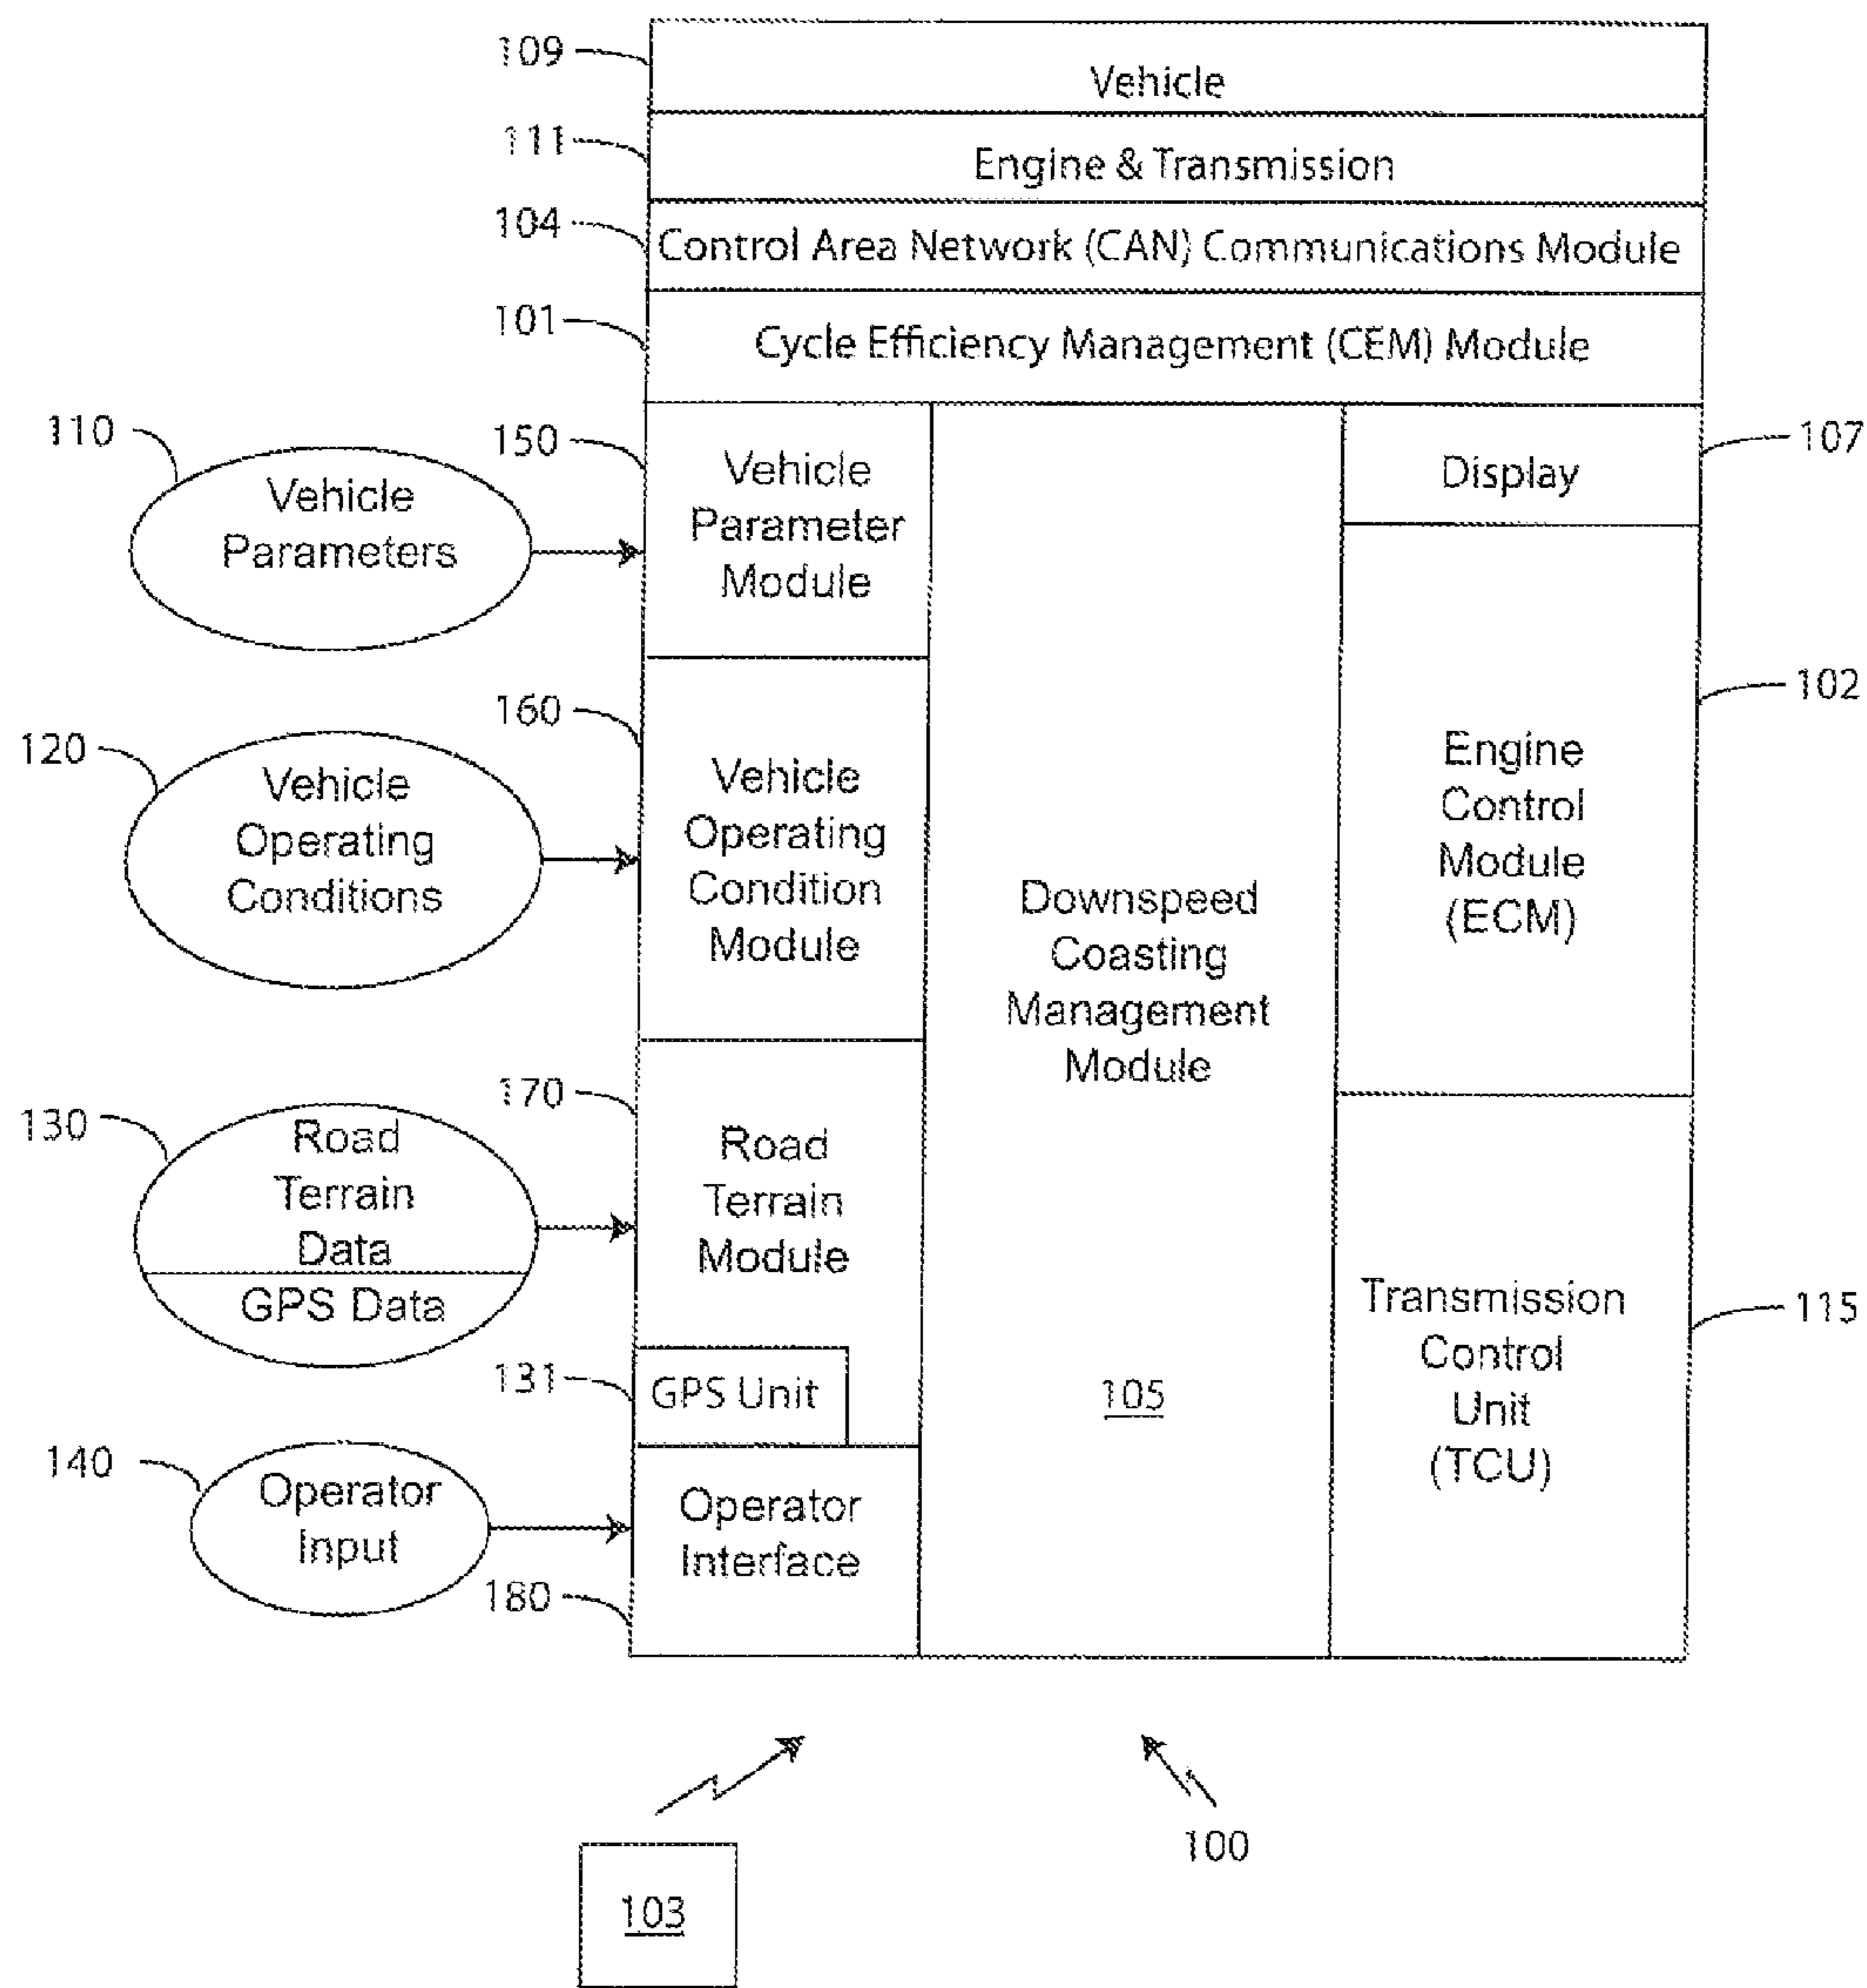 109
Vehicle
111
Engine & Transmission
104
Control Area Network (CAN) Communications Module
101
Cycle Efficiency Management (CEM) Module
110
Vehicle
Parameters
150
Vehicle
Parameter
Module
Display
107
102
120
Vehicle
Operating
Conditions
160
Vehicle
Operating
Condition
Module
Downspeed
Coasting
Management
Module
105
Engine
Control
Module
(ECM)
130
Road
Terrain
Data
GPS Data
170
Road
Terrain
Module
131
GPS Unit
Transmission
Control
Unit
(TCU)
115
140
Operator
Input
Operator
Interface
180
103
100